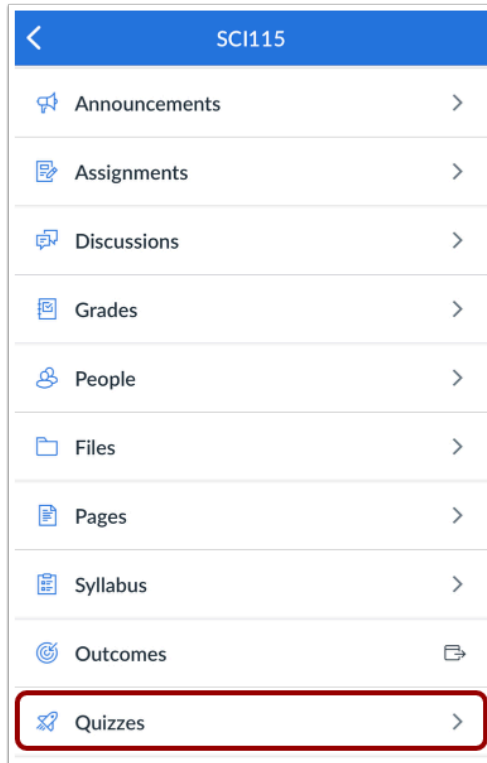 SCI115
Announcements
Assignments
Discussions
Grades
People
Files
Pages
Syllabus
Outcomes
Quizzes